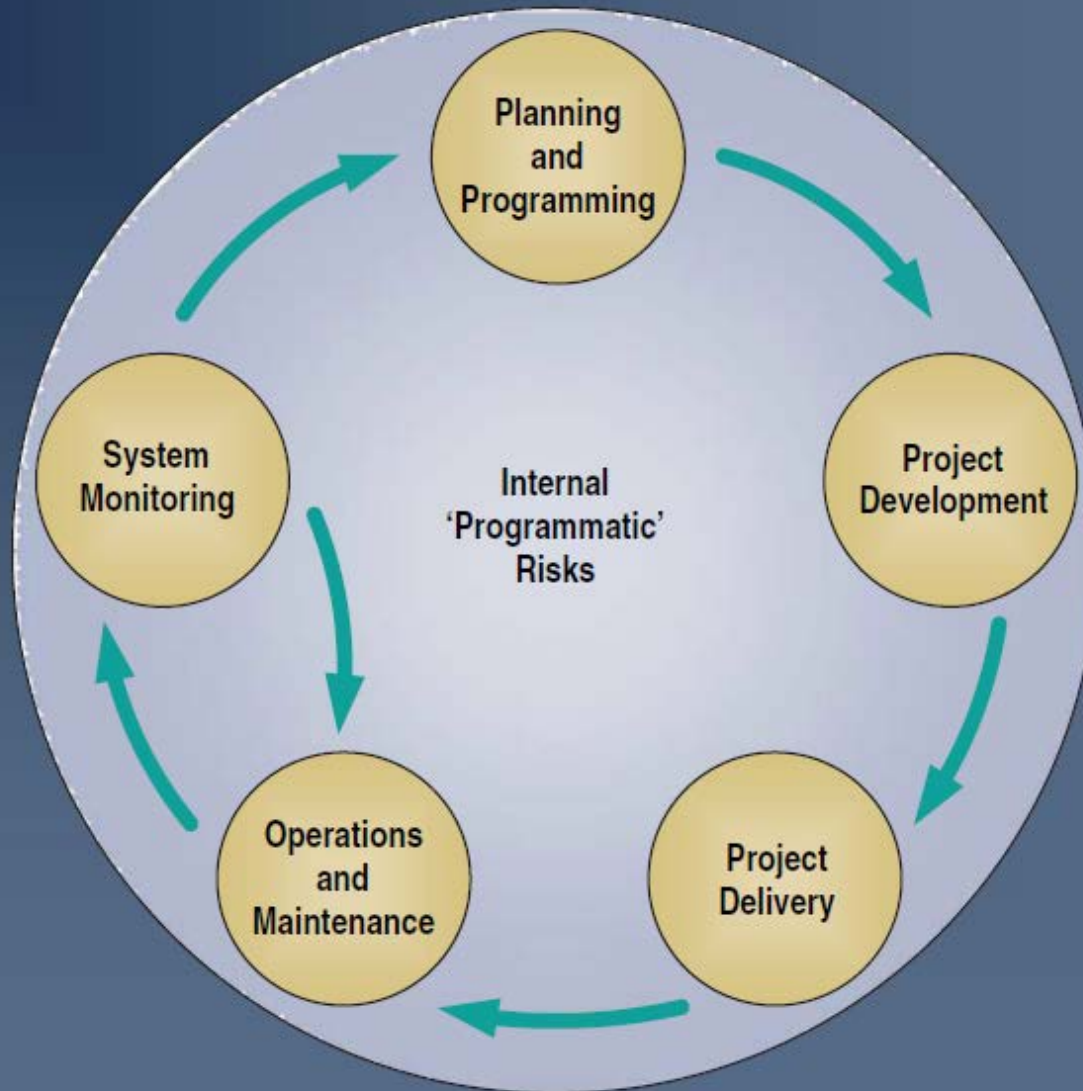 Planning
and
Programming
System
Monitoring
Internal
‘Programmatic’
Risks
Project
Development
Operations
and
Maintenance
Project
Delivery